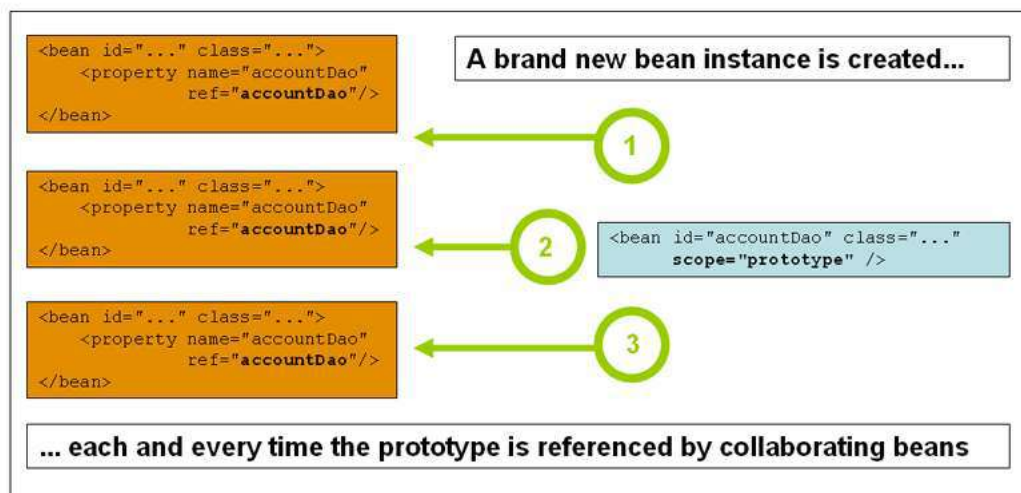 <bean id="..." class="...">
<property name="accountDao"
ref="accountDao"/>
</bean>
A brand new bean instance is created...
1
<bean id="..." class="...">
<property name="accountDao"
ref="accountDao"/>
</bean>
2
<bean id="accountDao" class="..."
scope="prototype" />
<bean id="..." class="...">
<property name="accountDao"
ref="accountDao"/>
</bean>
3
... each and every time the prototype is referenced by collaborating beans